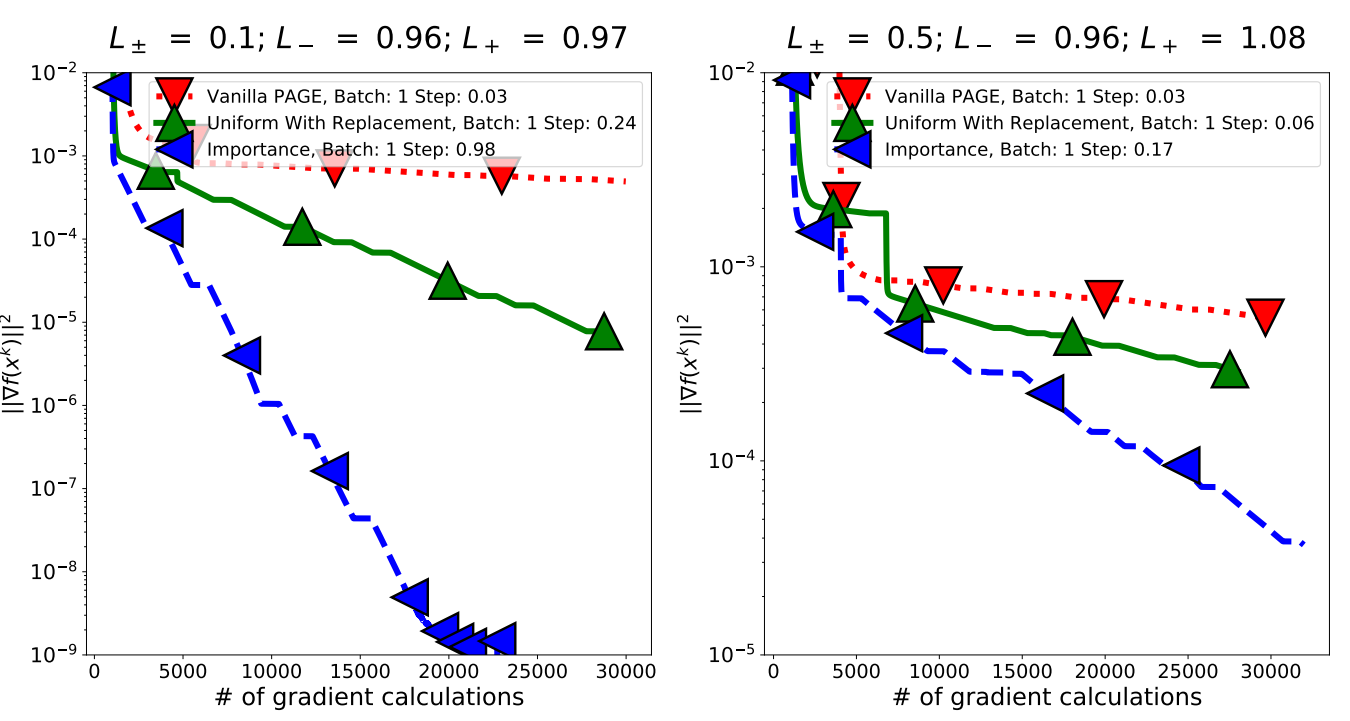 L± = 0.1; L− = 0.96; L+ = 0.97
10−2
10−3
10−4
10−5
10−6
10−7
10−8
10−9
||∇f(x^k)||²
Vanilla PAGE, Batch: 1 Step: 0.03
Uniform With Replacement, Batch: 1 Step: 0.24
Importance, Batch: 1 Step: 0.98
0 5000 10000 15000 20000 25000 30000
# of gradient calculations
L± = 0.5; L− = 0.96; L+ = 1.08
10−2
10−3
10−4
10−5
||∇f(x^k)||²
Vanilla PAGE, Batch: 1 Step: 0.03
Uniform With Replacement, Batch: 1 Step: 0.06
Importance, Batch: 1 Step: 0.17
0 5000 10000 15000 20000 25000 30000
# of gradient calculations